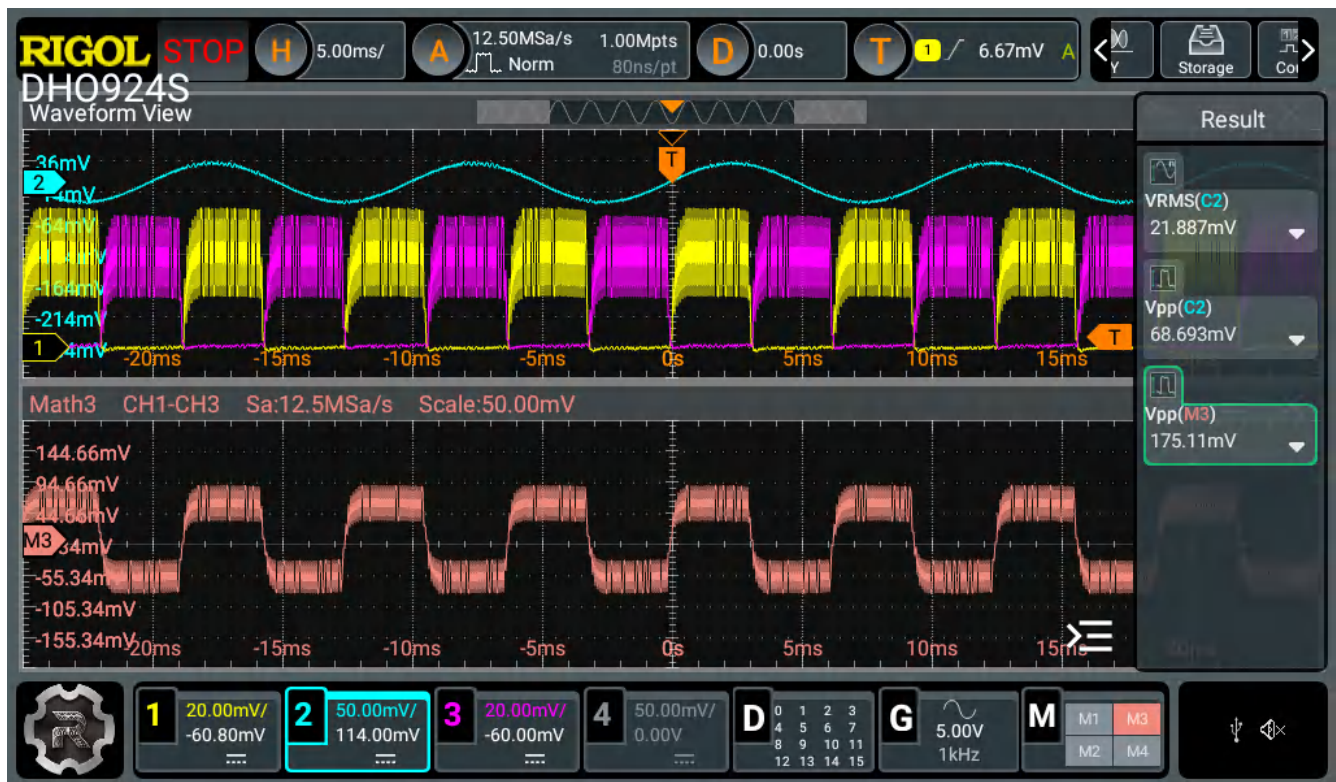 RIGOL STOP H 5.00ms/ A 12.50MSa/s 1.00Mpts D 0.00s T 1 6.67mV A Storage
Norm 80ns/pt
DHO924S
Waveform View
Result
36mV
2
-64mV
-164mV
-214mV
1
T
T
-20ms -15ms -10ms -5ms 0s 5ms 10ms 15ms
VRMS(C2)
21.887mV
Vpp(C2)
68.693mV
Vpp(M3)
175.11mV
Math3 CH1-CH3 Sa:12.5MSa/s Scale:50.00mV
144.66mV
94.66mV
44.66mV
M3
-55.34mV
-105.34mV
-155.34mV
-20ms -15ms -10ms -5ms 0s 5ms 10ms 15ms
1 20.00mV/ 2 50.00mV/ 3 20.00mV/ 4 50.00mV/ D 0 1 2 3 G 5.00V M M1 M3
-60.80mV 114.00mV -60.00mV 0.00V 4 5 6 7 1kHz M2 M4
8 9 10 11
12 13 14 15